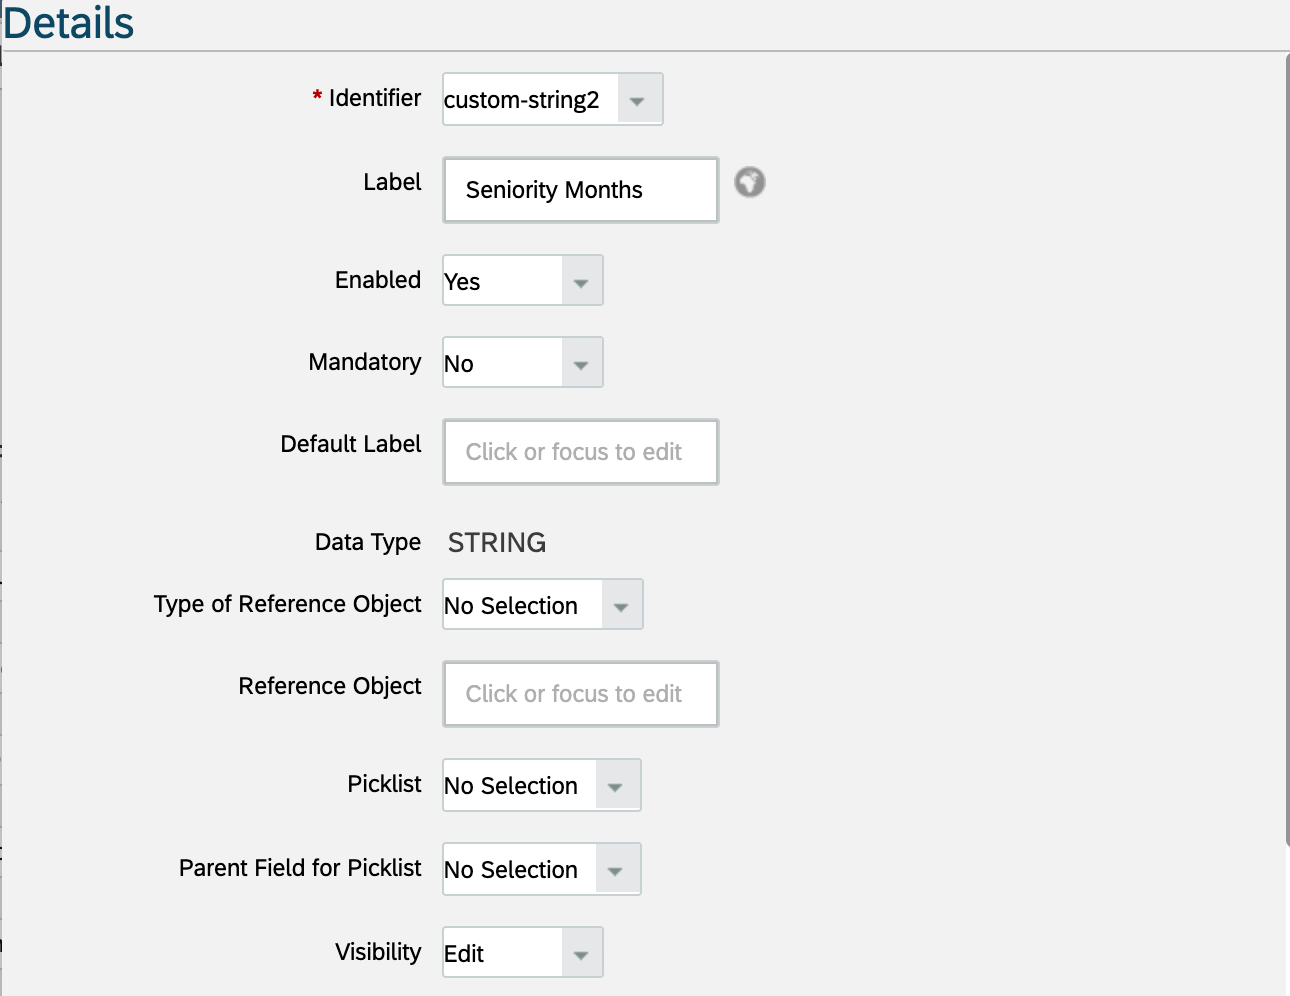 Details
* Identifier custom-string2
Label Seniority Months
Enabled Yes
Mandatory No
Default Label Click or focus to edit
Data Type STRING
Type of Reference Object No Selection
Reference Object Click or focus to edit
Picklist No Selection
Parent Field for Picklist No Selection
Visibility Edit